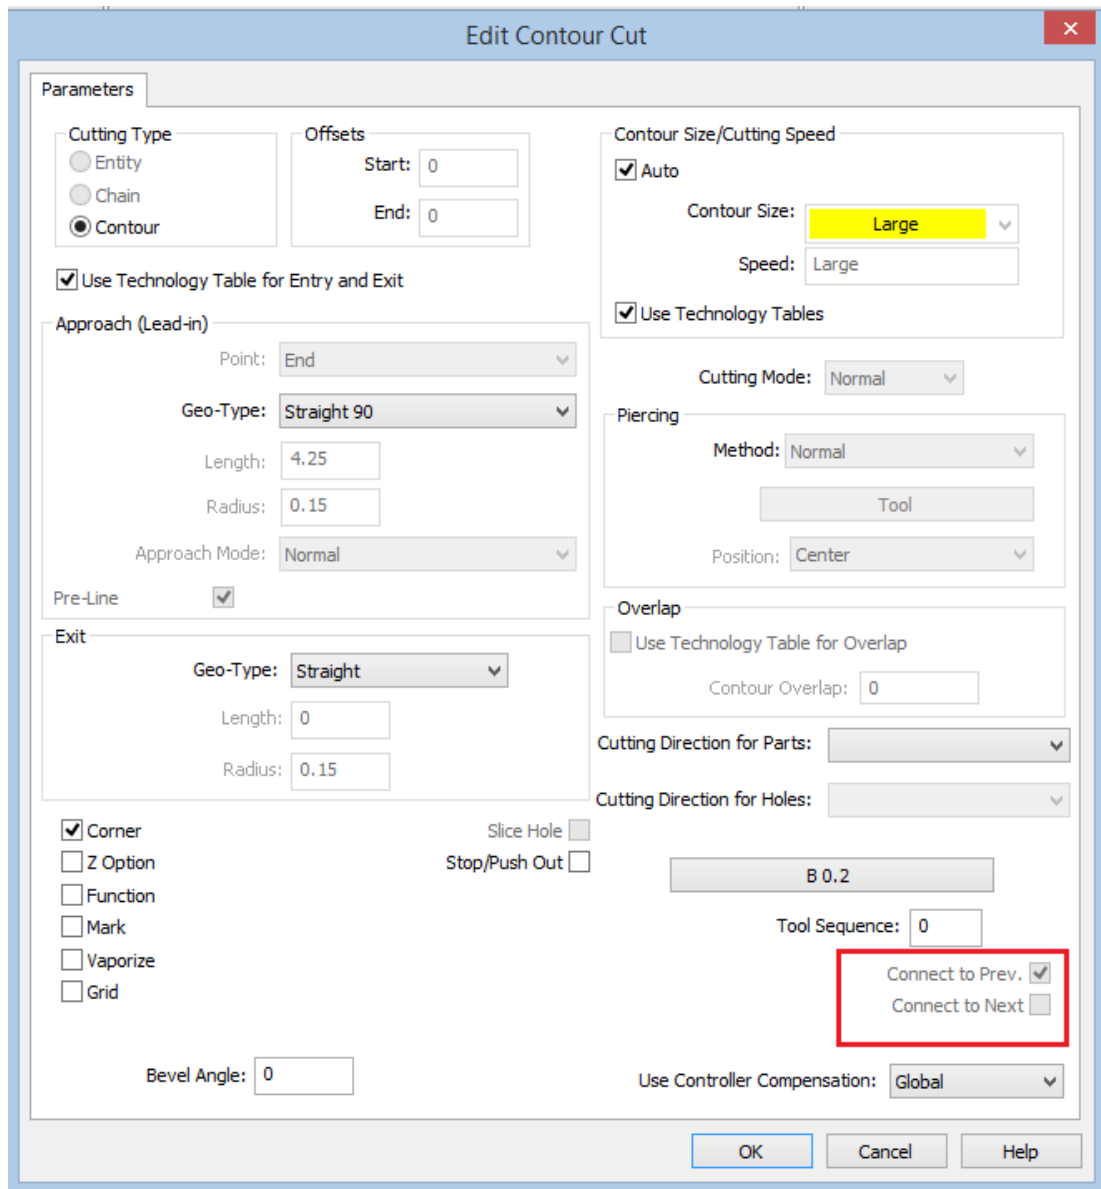 Edit Contour Cut
Parameters
Cutting Type
Entity
Chain
Contour
Offsets
Start: 0
End: 0
Use Technology Table for Entry and Exit
Approach (Lead-in)
Point: End
Geo-Type: Straight 90
Length: 4.25
Radius: 0.15
Approach Mode: Normal
Pre-Line
Exit
Geo-Type: Straight
Length: 0
Radius: 0.15
Corner
Z Option
Function
Mark
Vaporize
Grid
Slice Hole
Stop/Push Out
Bevel Angle: 0
Contour Size/Cutting Speed
Auto
Contour Size: Large
Speed: Large
Use Technology Tables
Cutting Mode: Normal
Piercing
Method: Normal
Tool
Position: Center
Overlap
Use Technology Table for Overlap
Contour Overlap: 0
Cutting Direction for Parts:
Cutting Direction for Holes:
B 0.2
Tool Sequence: 0
Connect to Prev.
Connect to Next
Use Controller Compensation: Global
OK
Cancel
Help